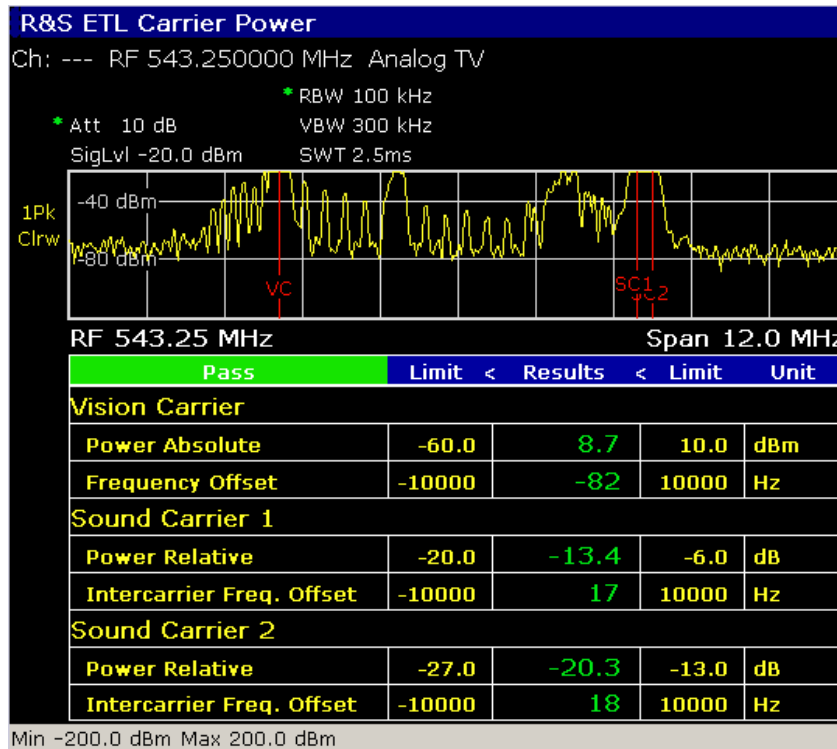 R&S ETL Carrier Power
Ch: --- RF 543.250000 MHz Analog TV
* RBW 100 kHz
* Att 10 dB VBW 300 kHz
SigLvl -20.0 dBm SWT 2.5ms
-40 dBm
1Pk
Clrw
-80 dBm
VC SC1 SC2
RF 543.25 MHz Span 12.0 MHz
Pass Limit < Results < Limit Unit
Vision Carrier
Power Absolute -60.0 8.7 10.0 dBm
Frequency Offset -10000 -82 10000 Hz
Sound Carrier 1
Power Relative -20.0 -13.4 -6.0 dB
Intercarrier Freq. Offset -10000 17 10000 Hz
Sound Carrier 2
Power Relative -27.0 -20.3 -13.0 dB
Intercarrier Freq. Offset -10000 18 10000 Hz
Min -200.0 dBm Max 200.0 dBm